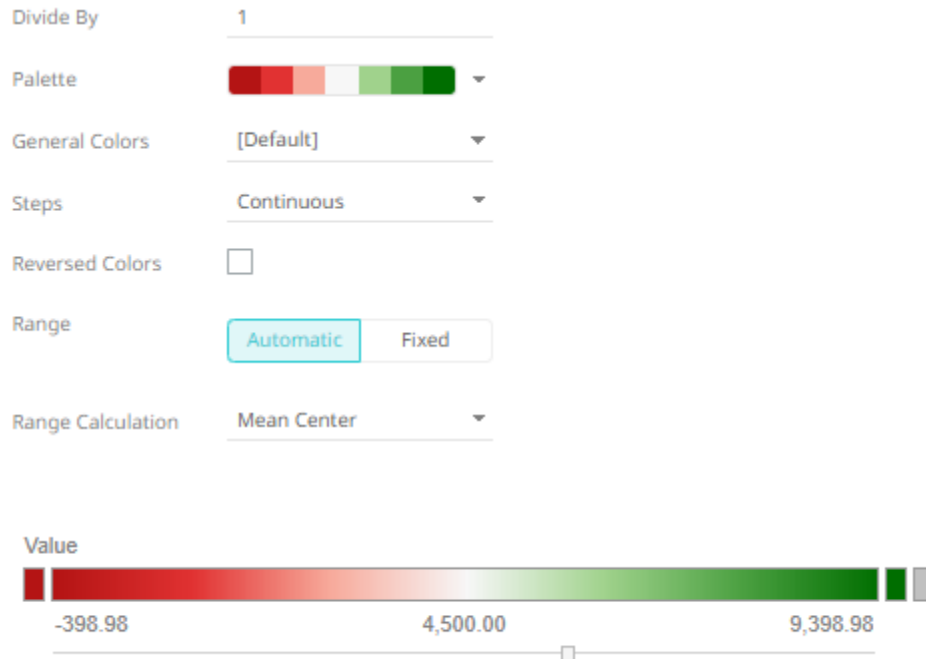 Divide By 1
Palette
General Colors [Default]
Steps Continuous
Reversed Colors
Range Automatic Fixed
Range Calculation Mean Center
Value
-398.98 4,500.00 9,398.98